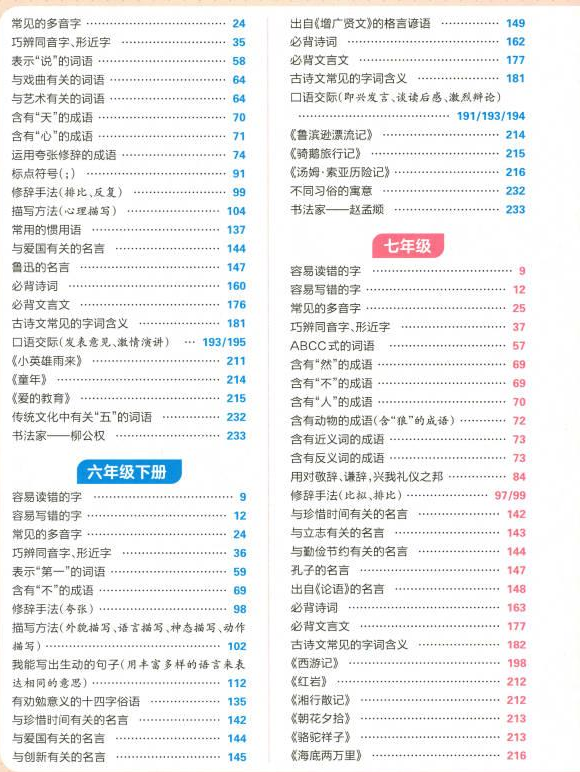 常见的多音字 24
巧辨同音字、形近字 35
表示“说”的词语 58
与戏曲有关的词语 64
与艺术有关的词语 64
含有“天”的成语 70
含有“心”的成语 71
运用夸张修辞的成语 74
标点符号(；) 91
修辞手法(排比、反复) 99
描写方法(心理描写) 104
常用的惯用语 137
与爱国有关的名言 144
鲁迅的名言 147
必背诗词 160
必背文言文 176
古诗文常见的字词含义 181
口语交际(发表意见、激情演讲) 193/195
《小英雄雨来》 211
《童年》 214
《爱的教育》 215
传统文化中有关“五”的词语 232
书法家——柳公权 233
六年级下册
容易读错的字 9
容易写错的字 12
常见的多音字 24
巧辨同音字、形近字 36
表示“第一”的词语 59
含有“不”的成语 69
修辞手法(夸张) 98
描写方法(外貌描写、语言描写、神态描写、动作
描写) 102
我能写出生动的句子(用丰富多样的语言来表
达相同的意思) 112
有劝勉意义的十四字俗语 135
与珍惜时间有关的名言 142
与爱国有关的名言 144
与创新有关的名言 145
出自《增广贤文》的格言谚语 149
必背诗词 162
必背文言文 177
古诗文常见的字词含义 181
口语交际(即兴发言、谈读后感、激烈辩论)
191/193/194
《鲁滨逊漂流记》 214
《骑鹅旅行记》 215
《汤姆·索亚历险记》 216
不同习俗的寓意 232
书法家——赵孟頫 233
七年级
容易读错的字 9
容易写错的字 12
常见的多音字 25
巧辨同音字、形近字 37
ABCC式的词语 57
含有“然”的成语 69
含有“不”的成语 69
含有“人”的成语 70
含有动物的成语(含“狼”的成语) 72
含有近义词的成语 73
含有反义词的成语 73
用对敬辞、谦辞,兴我礼仪之邦 84
修辞手法(比拟、排比) 97/99
与珍惜时间有关的名言 142
与立志有关的名言 143
与勤俭节约有关的名言 144
孔子的名言 147
出自《论语》的名言 148
必背诗词 163
必背文言文 177
古诗文常见的字词含义 182
《西游记》 198
《红岩》 212
《湘行散记》 212
《朝花夕拾》 213
《骆驼祥子》 213
《海底两万里》 216